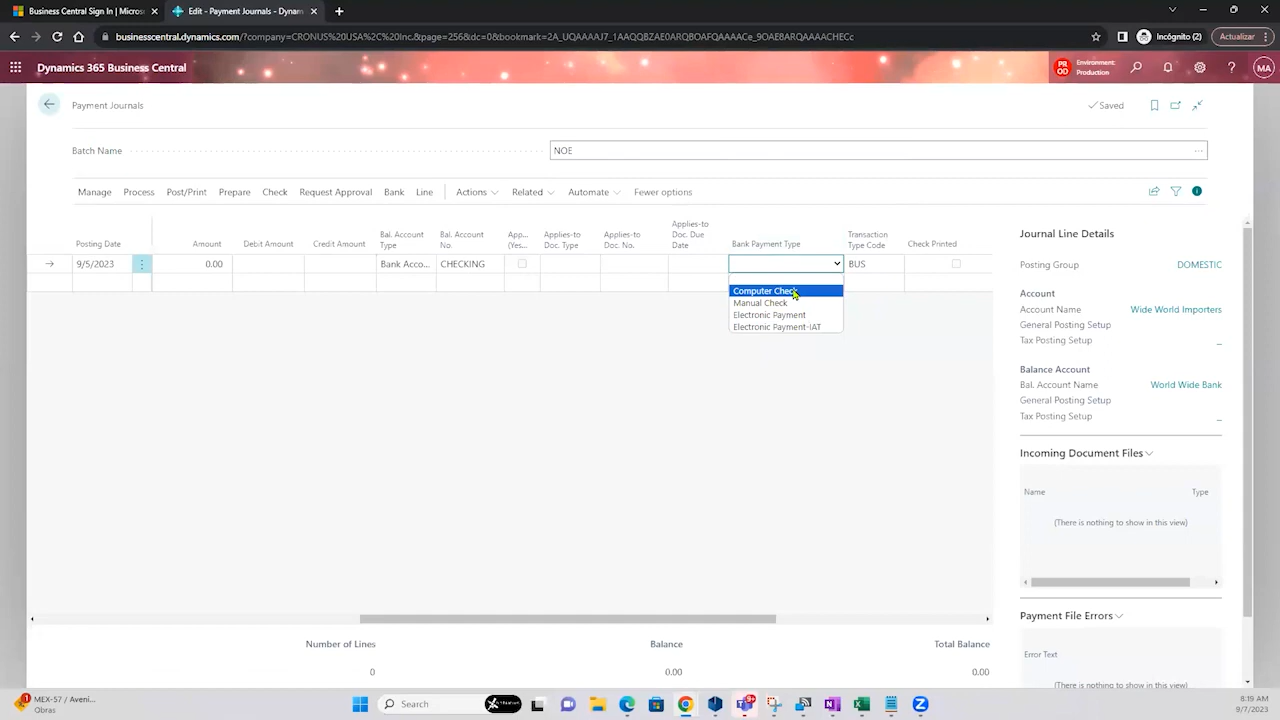 Business Central Sign In | Micros
Edit - Payment Journals - Dynam
businesscentral.dynamics.com/?company=CRONUS%20USA%2C%20Inc.&page=256&dc=0&bookmark=2A_UQAAAAJ7_1AAQQBZAE0ARQBOAFQAAAACe_9OAE8ARQAAAACHECc
Incógnito (2)
Actualizar
Dynamics 365 Business Central
PROD
Environment:
Production
MA
Payment Journals
Saved
Batch Name
NOE
Manage Process Post/Print Prepare Check Request Approval Bank Line Actions Related Automate Fewer options
Posting Date
Amount
Debit Amount
Credit Amount
Bal. Account Type
Bal. Account No.
App... (Yes...
Applies-to Doc. Type
Applies-to Doc. No.
Applies-to Doc. Due Date
Bank Payment Type
Transaction Type Code
Check Printed
9/5/2023 0.00 Bank Acco... CHECKING BUS
Computer Check
Manual Check
Electronic Payment
Electronic Payment-IAT
Number of Lines Balance Total Balance
0 0.00 0.00
Journal Line Details
Posting Group DOMESTIC
Account
Account Name Wide World Importers
General Posting Setup
Tax Posting Setup _
Balance Account
Bal. Account Name World Wide Bank
General Posting Setup
Tax Posting Setup _
Incoming Document Files
Name Type
(There is nothing to show in this view)
Payment File Errors
Error Text
MEX-57 / Aveni...
Obras
Search
8:19 AM
9/7/2023